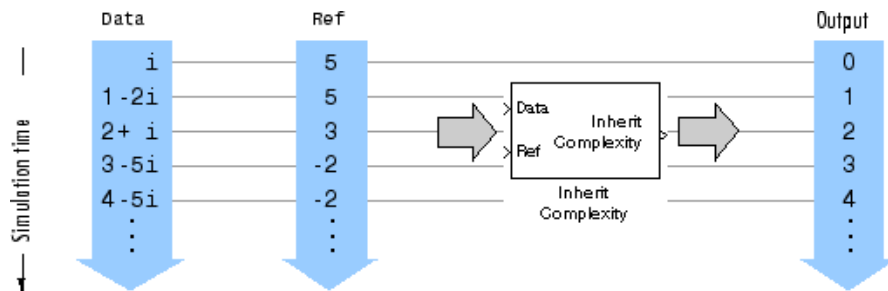 Data Ref Output
i 5 0
1-2i 5 1
2+ i 3 2
3-5i -2 3
4-5i -2 4
Data
Ref
Inherit
Complexity
Inherit
Complexity
Simulation time